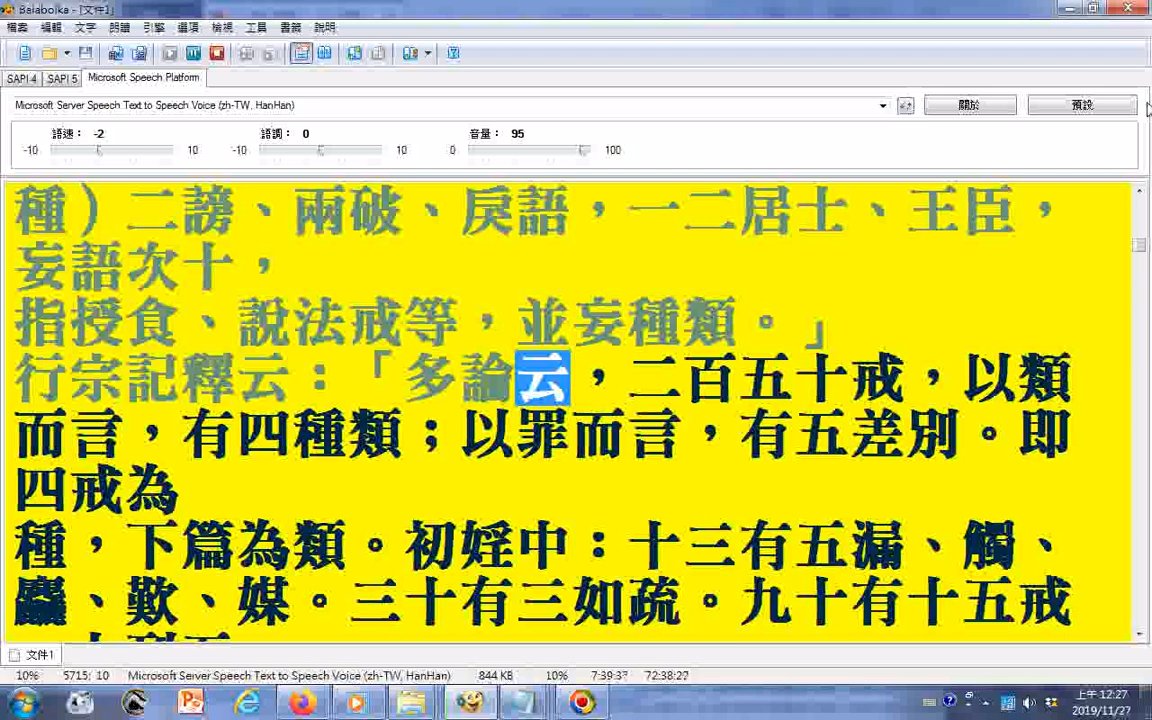 Balabolka - [文件1]
檔案 編輯 文字 朗讀 引擎 選項 檢視 工具 書籤 說明
SAPI 4 SAPI 5 Microsoft Speech Platform
Microsoft Server Speech Text to Speech Voice (zh-TW, HanHan) 關於 預設
語速： -2 語調： 0 音量： 95
-10 10 -10 10 0 100
種）二謗、兩破、戾語，一二居士、王臣，
妄語次十，
指授食、說法戒等，並妄種類。」
行宗記釋云：「多論云，二百五十戒，以類
而言，有四種類；以罪而言，有五差別。即
四戒為
種，下篇為類。初婬中：十三有五漏、觸、
麤、歎、媒。三十有三如疏。九十有十五戒
文件1
10% 5715; 10 Microsoft Server Speech Text to Speech Voice (zh-TW, HanHan) 844 KB 10% 7:39:37 72:38:27
上午 12:27
2019/11/27